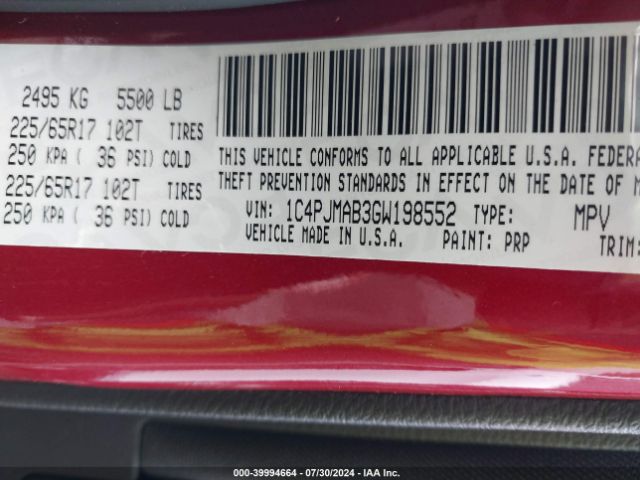 2495 KG 5500 LB
225/65R17 102T TIRES
250 KPA ( 36 PSI) COLD
225/65R17 102T TIRES
250 KPA ( 36 PSI) COLD
THIS VEHICLE CONFORMS TO ALL APPLICABLE U.S.A. FEDERA
THEFT PREVENTION STANDARDS IN EFFECT ON THE DATE OF M
VIN: 1C4PJMAB3GW198552 TYPE: MPV
VEHICLE MADE IN U.S.A. PAINT: PRP TRIM:
000-39994664 - 07/30/2024 - IAA Inc.